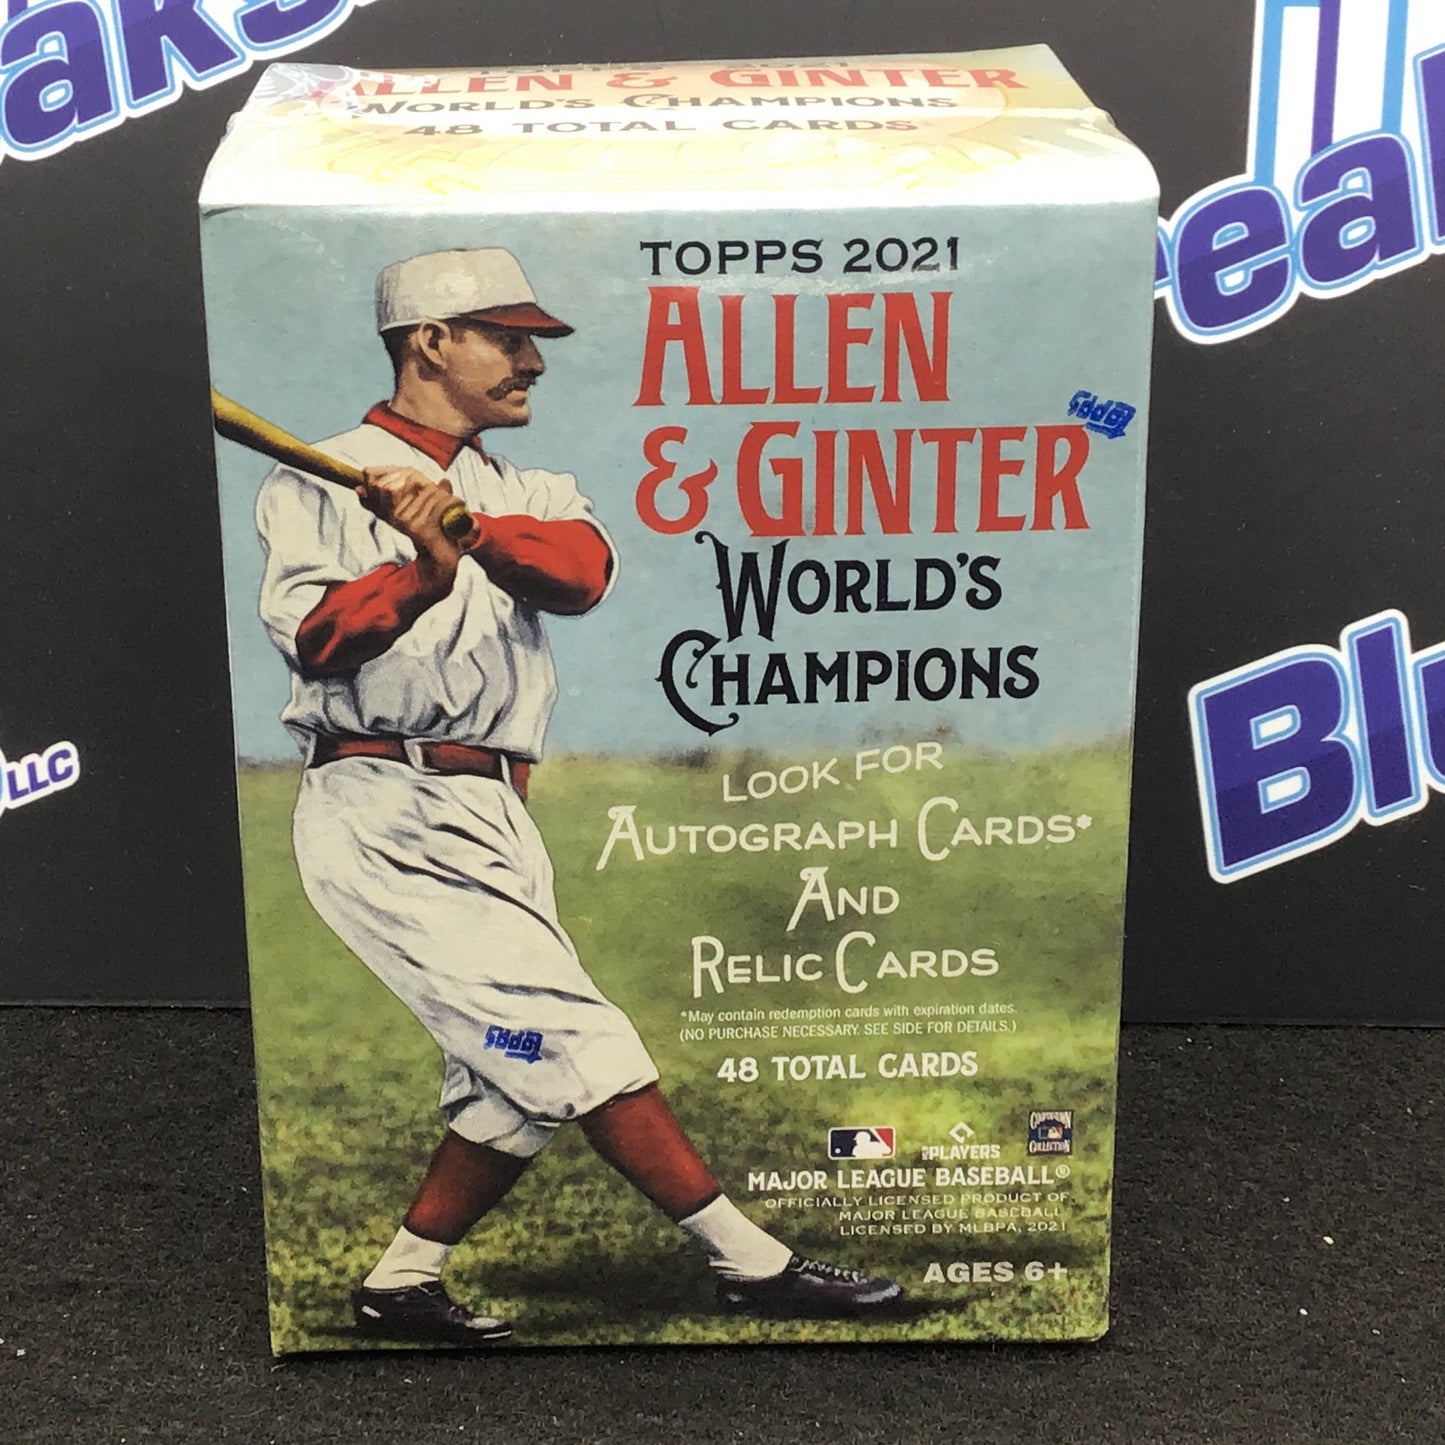 ALLEN & GINTER
WORLD'S CHAMPIONS
48 TOTAL CARDS
TOPPS 2021
ALLEN
& GINTER
WORLD'S
CHAMPIONS
LOOK FOR
AUTOGRAPH CARDS*
AND
RELIC CARDS
*May contain redemption cards with expiration dates.
(NO PURCHASE NECESSARY. SEE SIDE FOR DETAILS.)
48 TOTAL CARDS
PLAYERS
COOPERSTOWN
COLLECTION
MAJOR LEAGUE BASEBALL®
OFFICIALLY LICENSED PRODUCT OF
MAJOR LEAGUE BASEBALL
LICENSED BY MLBPA, 2021
AGES 6+
LLC